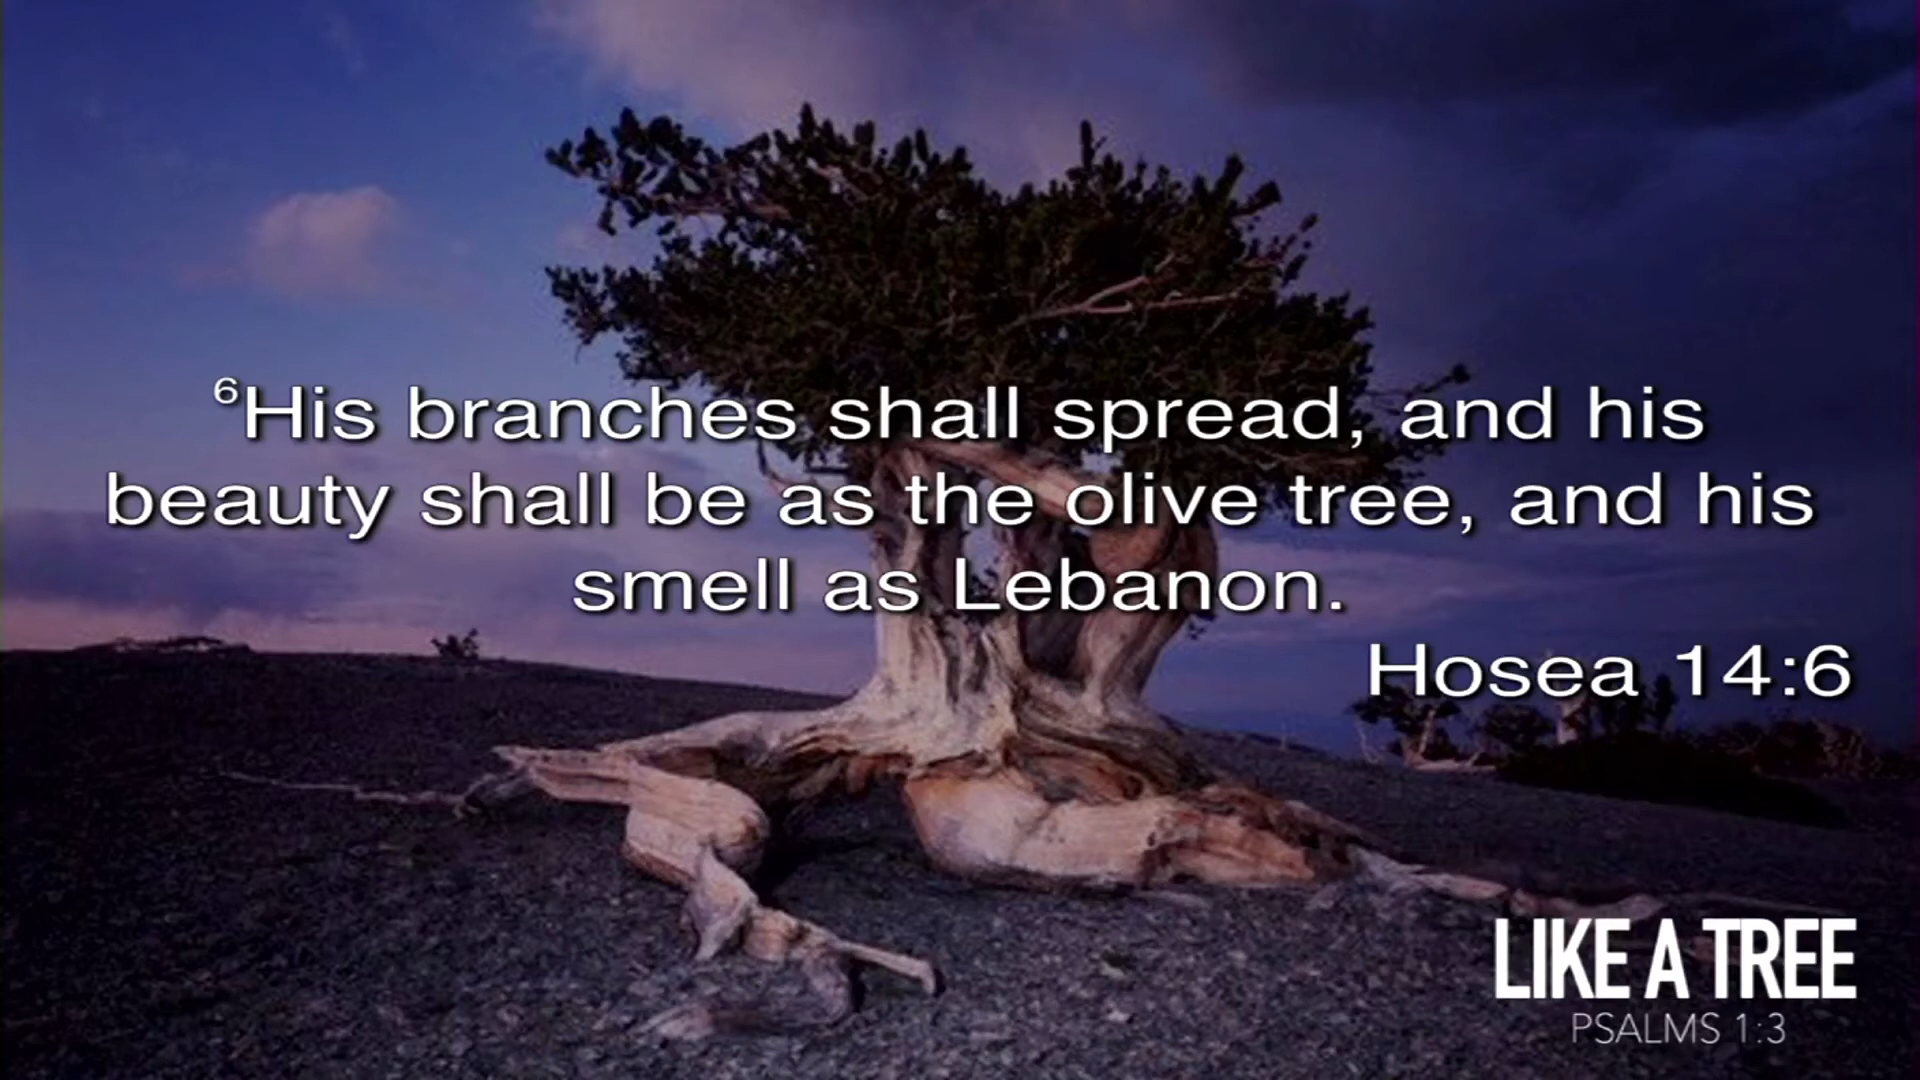 ⁶His branches shall spread, and his
beauty shall be as the olive tree, and his
smell as Lebanon.
Hosea 14:6
LIKE A TREE
PSALMS 1:3